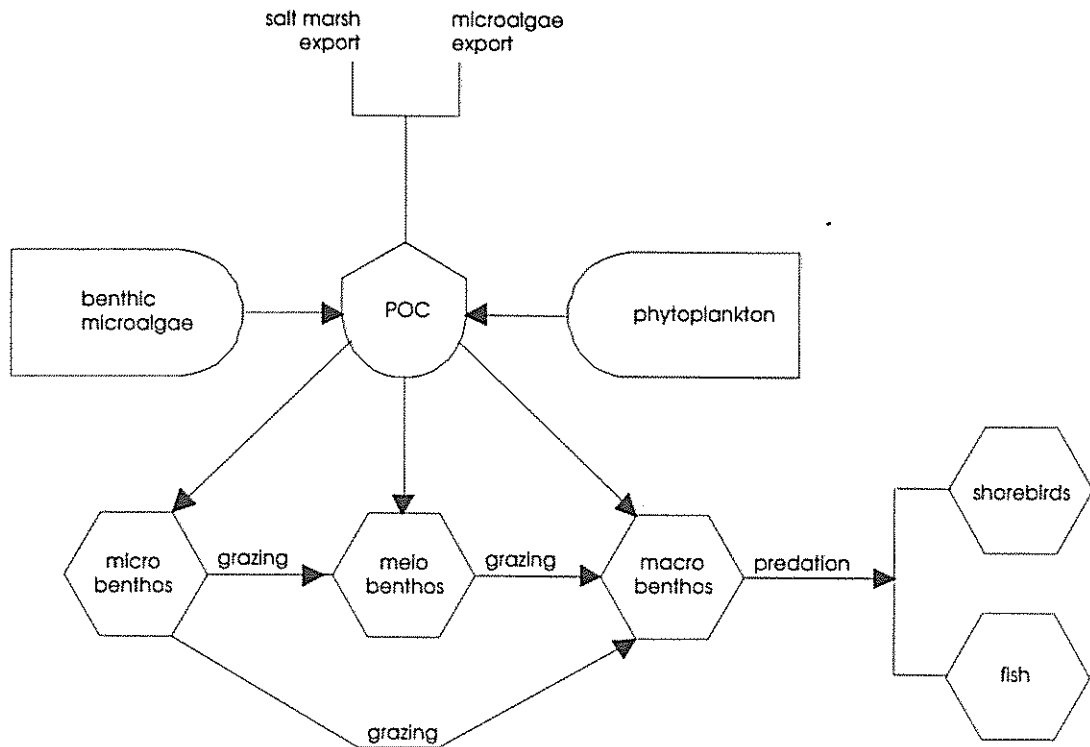 salt marsh
export
microalgae
export
benthic
microalgae
POC
phytoplankton
shorebirds
micro
benthos
grazing
meio
benthos
grazing
macro
benthos
predation
fish
grazing